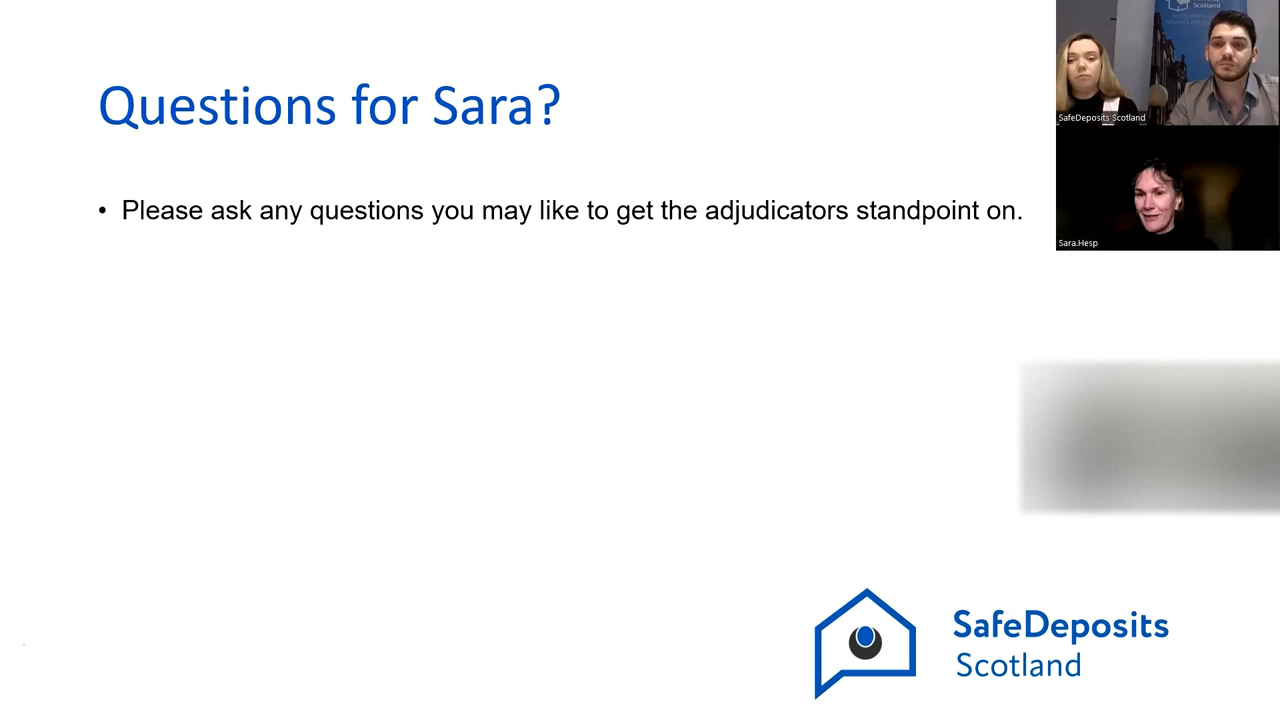 Questions for Sara?
• Please ask any questions you may like to get the adjudicators standpoint on.
Scotland
SafeDeposits Scotland
Sara.Hesp
SafeDeposits
Scotland